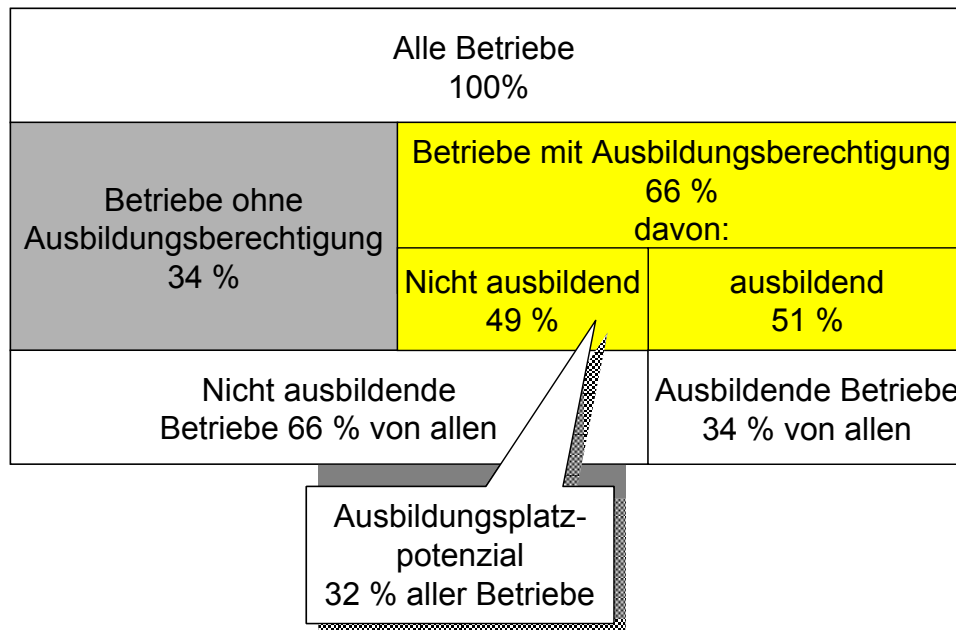 Alle Betriebe
100%
Betriebe ohne
Ausbildungsberechtigung
34 %
Betriebe mit Ausbildungsberechtigung
66 %
davon:
Nicht ausbildend
49 %
ausbildend
51 %
Nicht ausbildende
Betriebe 66 % von allen
Ausbildende Betriebe
34 % von allen
Ausbildungsplatz-
potenzial
32 % aller Betriebe